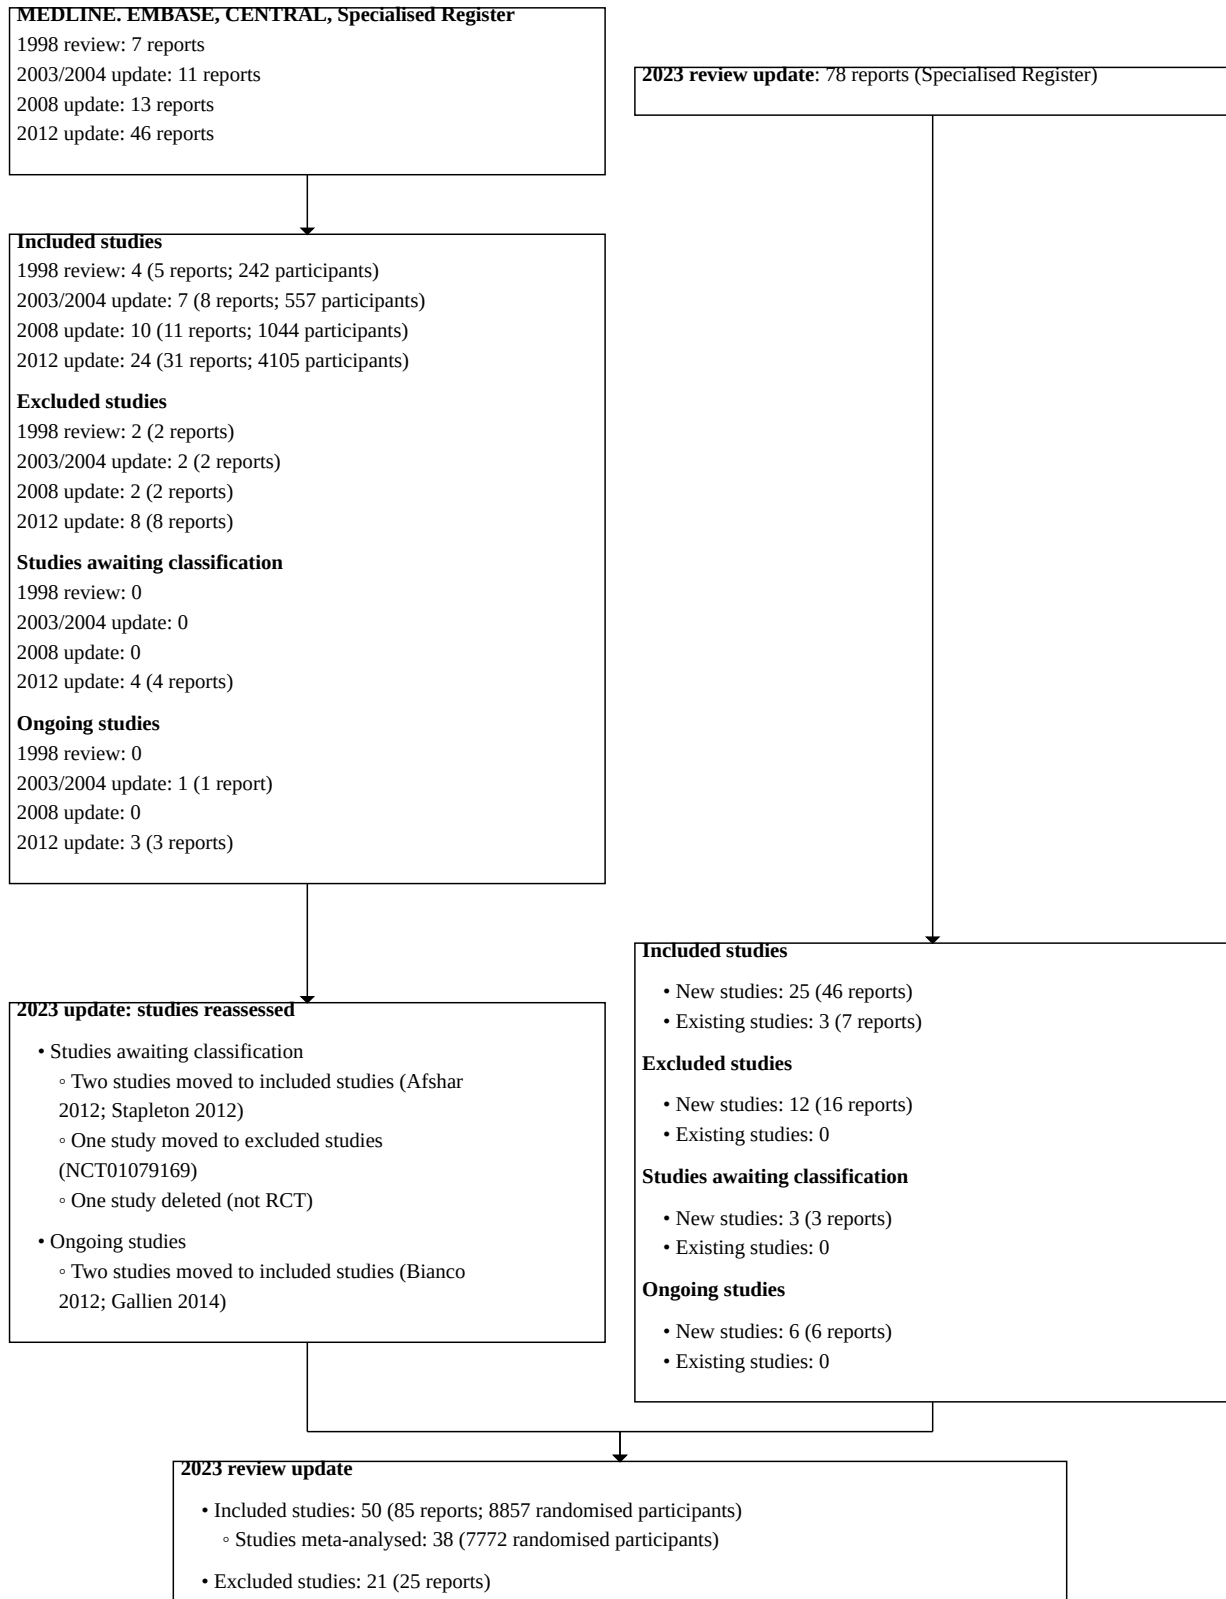 MEDLINE. EMBASE, CENTRAL, Specialised Register
1998 review: 7 reports
2003/2004 update: 11 reports
2008 update: 13 reports
2012 update: 46 reports
2023 review update: 78 reports (Specialised Register)
Included studies
1998 review: 4 (5 reports; 242 participants)
2003/2004 update: 7 (8 reports; 557 participants)
2008 update: 10 (11 reports; 1044 participants)
2012 update: 24 (31 reports; 4105 participants)
Excluded studies
1998 review: 2 (2 reports)
2003/2004 update: 2 (2 reports)
2008 update: 2 (2 reports)
2012 update: 8 (8 reports)
Studies awaiting classification
1998 review: 0
2003/2004 update: 0
2008 update: 0
2012 update: 4 (4 reports)
Ongoing studies
1998 review: 0
2003/2004 update: 1 (1 report)
2008 update: 0
2012 update: 3 (3 reports)
2023 update: studies reassessed
• Studies awaiting classification
◦ Two studies moved to included studies (Afshar
2012; Stapleton 2012)
◦ One study moved to excluded studies
(NCT01079169)
◦ One study deleted (not RCT)
• Ongoing studies
◦ Two studies moved to included studies (Bianco
2012; Gallien 2014)
Included studies
• New studies: 25 (46 reports)
• Existing studies: 3 (7 reports)
Excluded studies
• New studies: 12 (16 reports)
• Existing studies: 0
Studies awaiting classification
• New studies: 3 (3 reports)
• Existing studies: 0
Ongoing studies
• New studies: 6 (6 reports)
• Existing studies: 0
2023 review update
• Included studies: 50 (85 reports; 8857 randomised participants)
◦ Studies meta-analysed: 38 (7772 randomised participants)
• Excluded studies: 21 (25 reports)